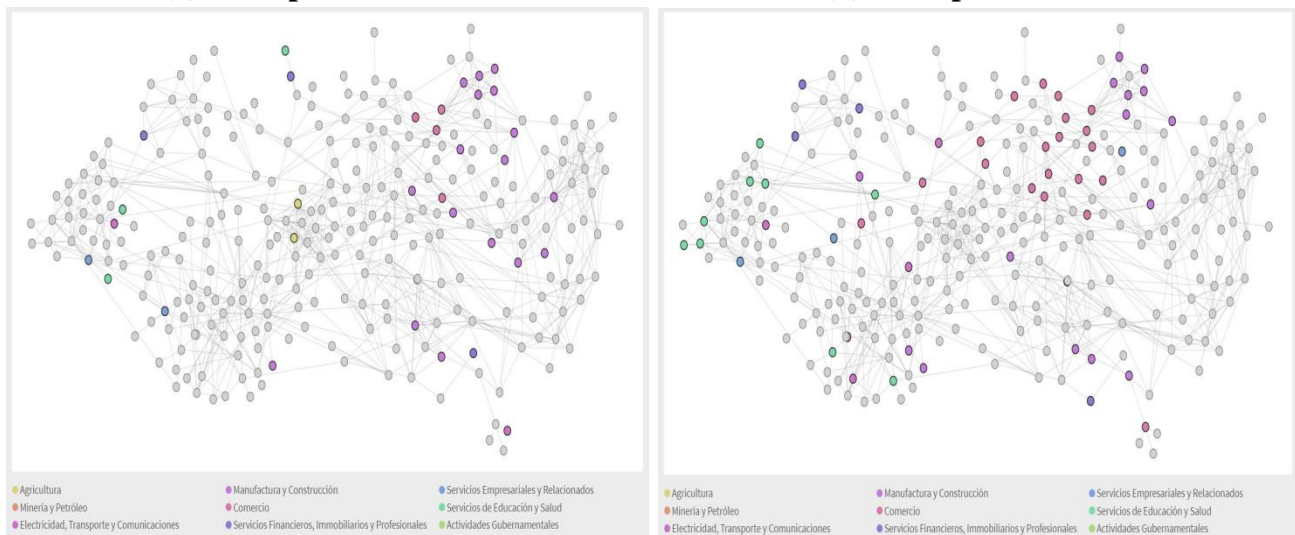 Agricultura
Manufactura y Construcción
Servicios Empresariales y Relacionados
Minería y Petróleo
Comercio
Servicios de Educación y Salud
Electricidad, Transporte y Comunicaciones
Servicios Financieros, Immobiliarios y Profesionales
Actividades Gubernamentales
Agricultura
Manufactura y Construcción
Servicios Empresariales y Relacionados
Minería y Petróleo
Comercio
Servicios de Educación y Salud
Electricidad, Transporte y Comunicaciones
Servicios Financieros, Immobiliarios y Profesionales
Actividades Gubernamentales